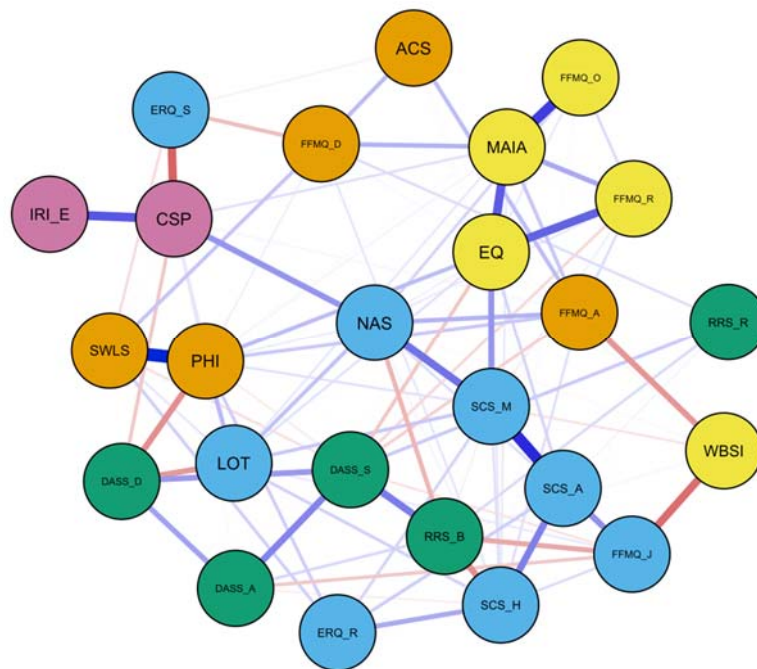 ACS
FFMQ_O
ERQ_S
FFMQ_D
MAIA
FFMQ_R
IRI_E
CSP
EQ
NAS
FFMQ_A
RRS_R
SWLS
PHI
SCS_M
WBSI
LOT
DASS_S
DASS_D
SCS_A
RRS_B
FFMQ_J
DASS_A
SCS_H
ERQ_R